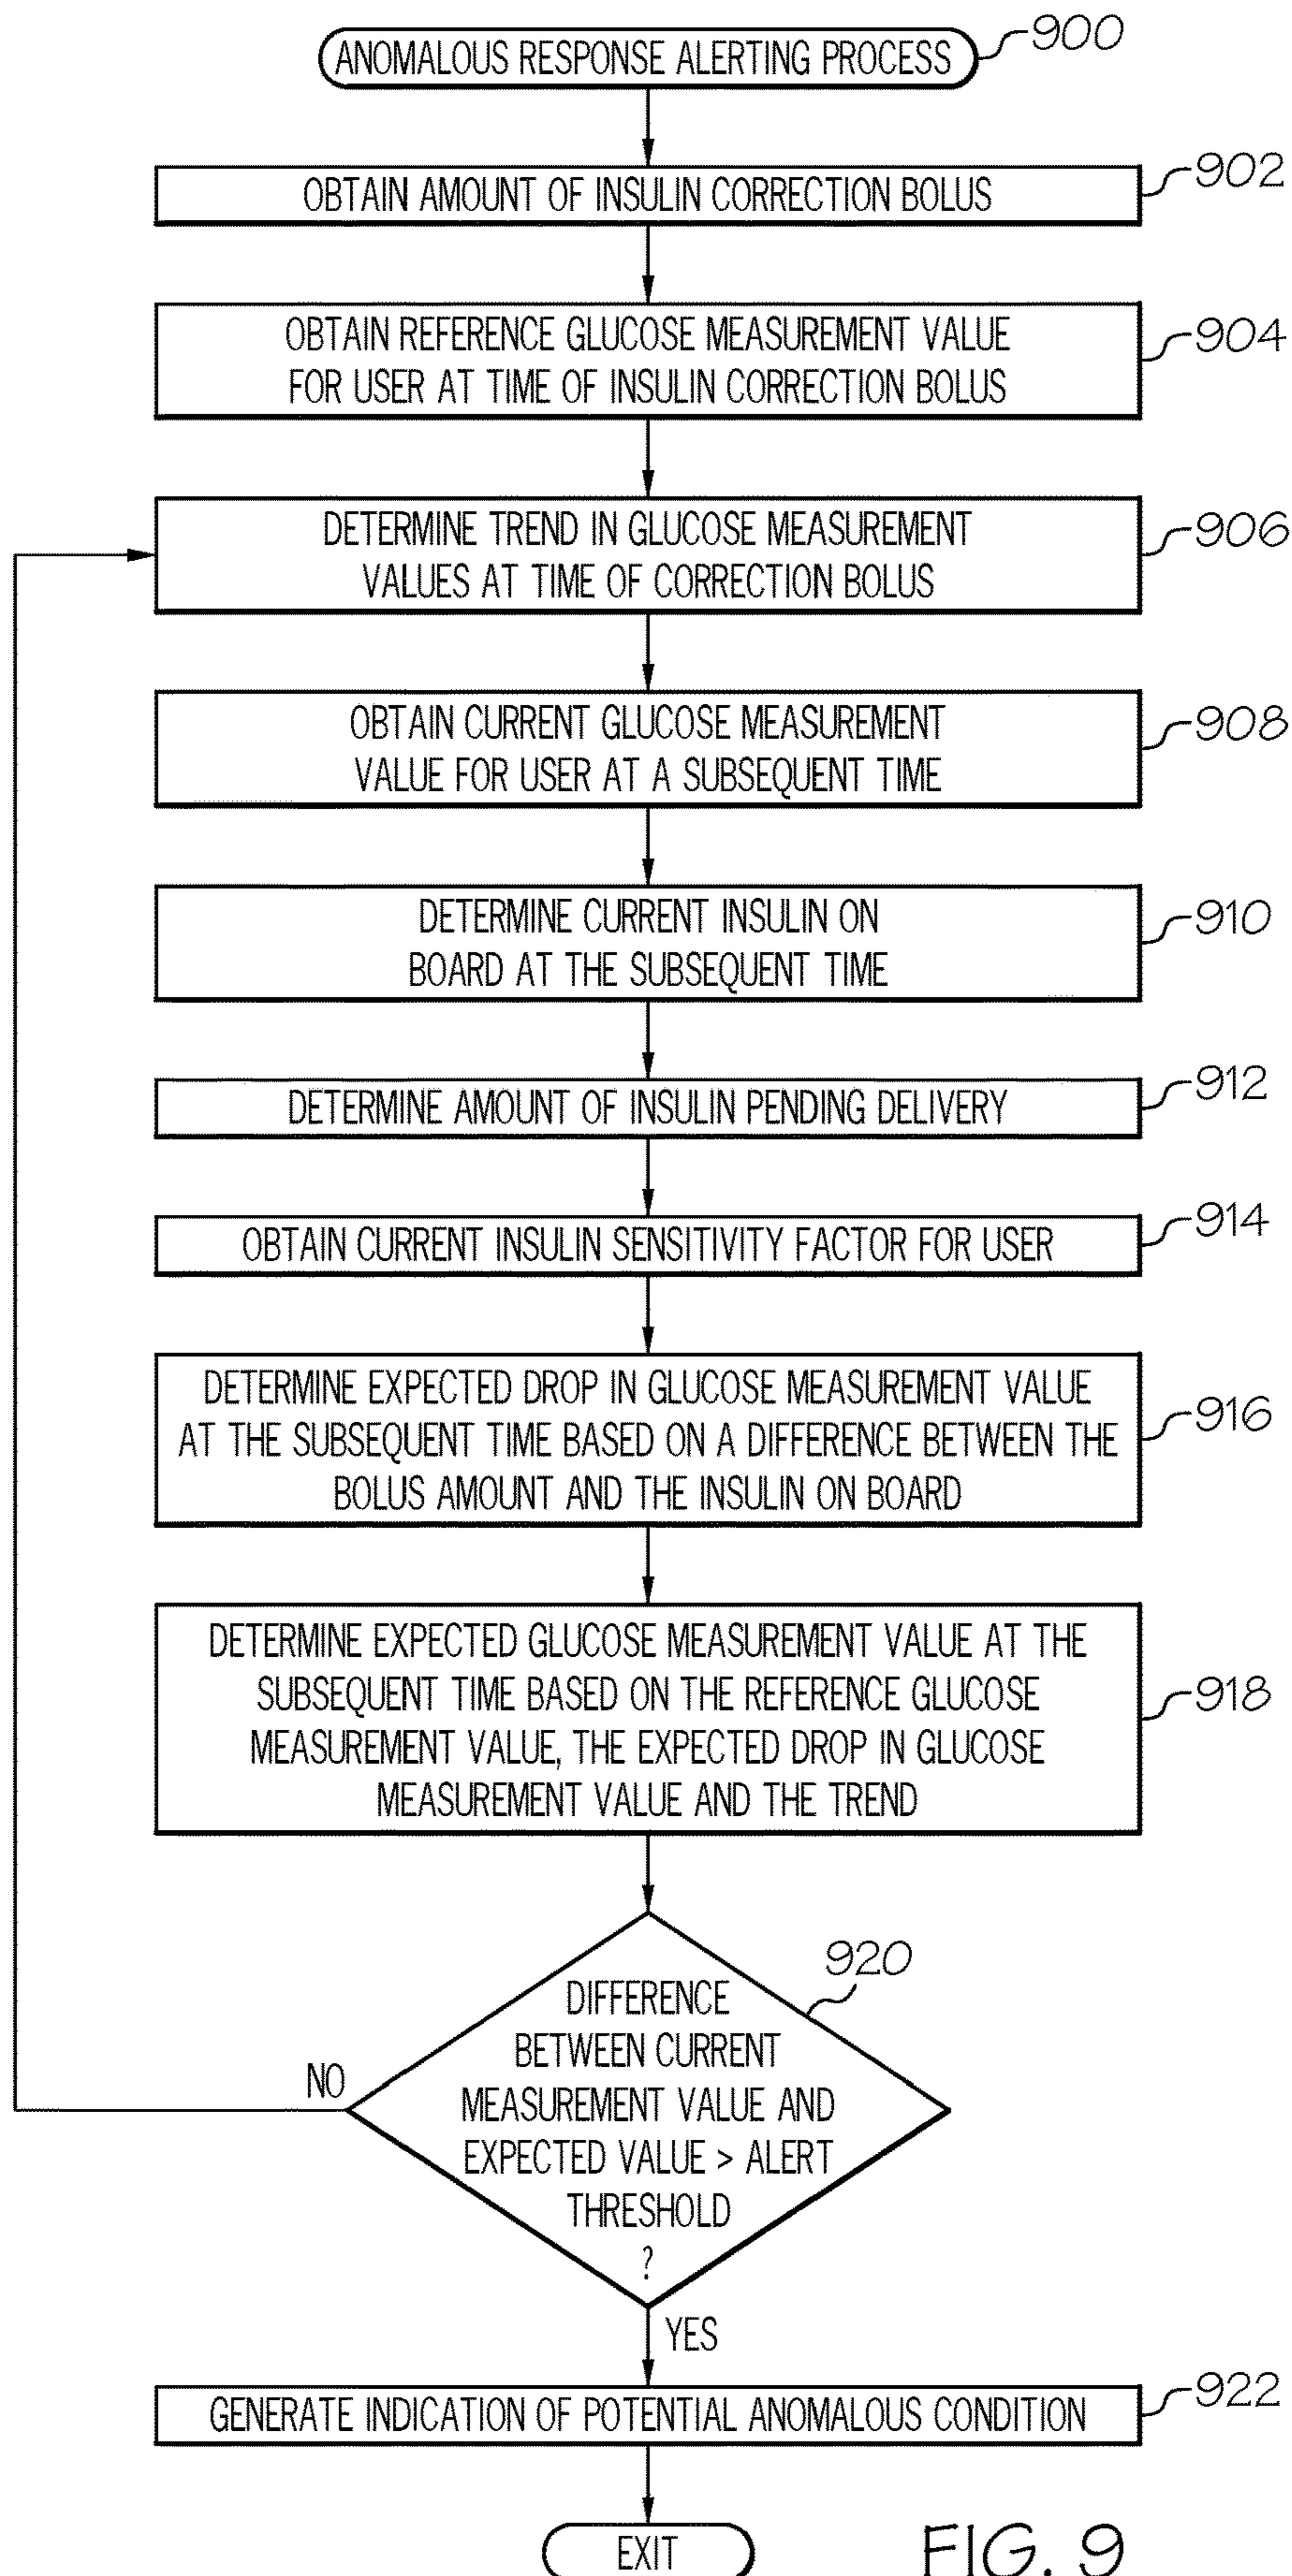 ANOMALOUS RESPONSE ALERTING PROCESS
900
OBTAIN AMOUNT OF INSULIN CORRECTION BOLUS
902
OBTAIN REFERENCE GLUCOSE MEASUREMENT VALUE
FOR USER AT TIME OF INSULIN CORRECTION BOLUS
904
DETERMINE TREND IN GLUCOSE MEASUREMENT
VALUES AT TIME OF CORRECTION BOLUS
906
OBTAIN CURRENT GLUCOSE MEASUREMENT
VALUE FOR USER AT A SUBSEQUENT TIME
908
DETERMINE CURRENT INSULIN ON
BOARD AT THE SUBSEQUENT TIME
910
DETERMINE AMOUNT OF INSULIN PENDING DELIVERY
912
OBTAIN CURRENT INSULIN SENSITIVITY FACTOR FOR USER
914
DETERMINE EXPECTED DROP IN GLUCOSE MEASUREMENT VALUE
AT THE SUBSEQUENT TIME BASED ON A DIFFERENCE BETWEEN THE
BOLUS AMOUNT AND THE INSULIN ON BOARD
916
DETERMINE EXPECTED GLUCOSE MEASUREMENT VALUE AT THE
SUBSEQUENT TIME BASED ON THE REFERENCE GLUCOSE
MEASUREMENT VALUE, THE EXPECTED DROP IN GLUCOSE
MEASUREMENT VALUE AND THE TREND
918
920
DIFFERENCE
BETWEEN CURRENT
MEASUREMENT VALUE AND
EXPECTED VALUE > ALERT
THRESHOLD
?
NO
YES
GENERATE INDICATION OF POTENTIAL ANOMALOUS CONDITION
922
EXIT
FIG. 9